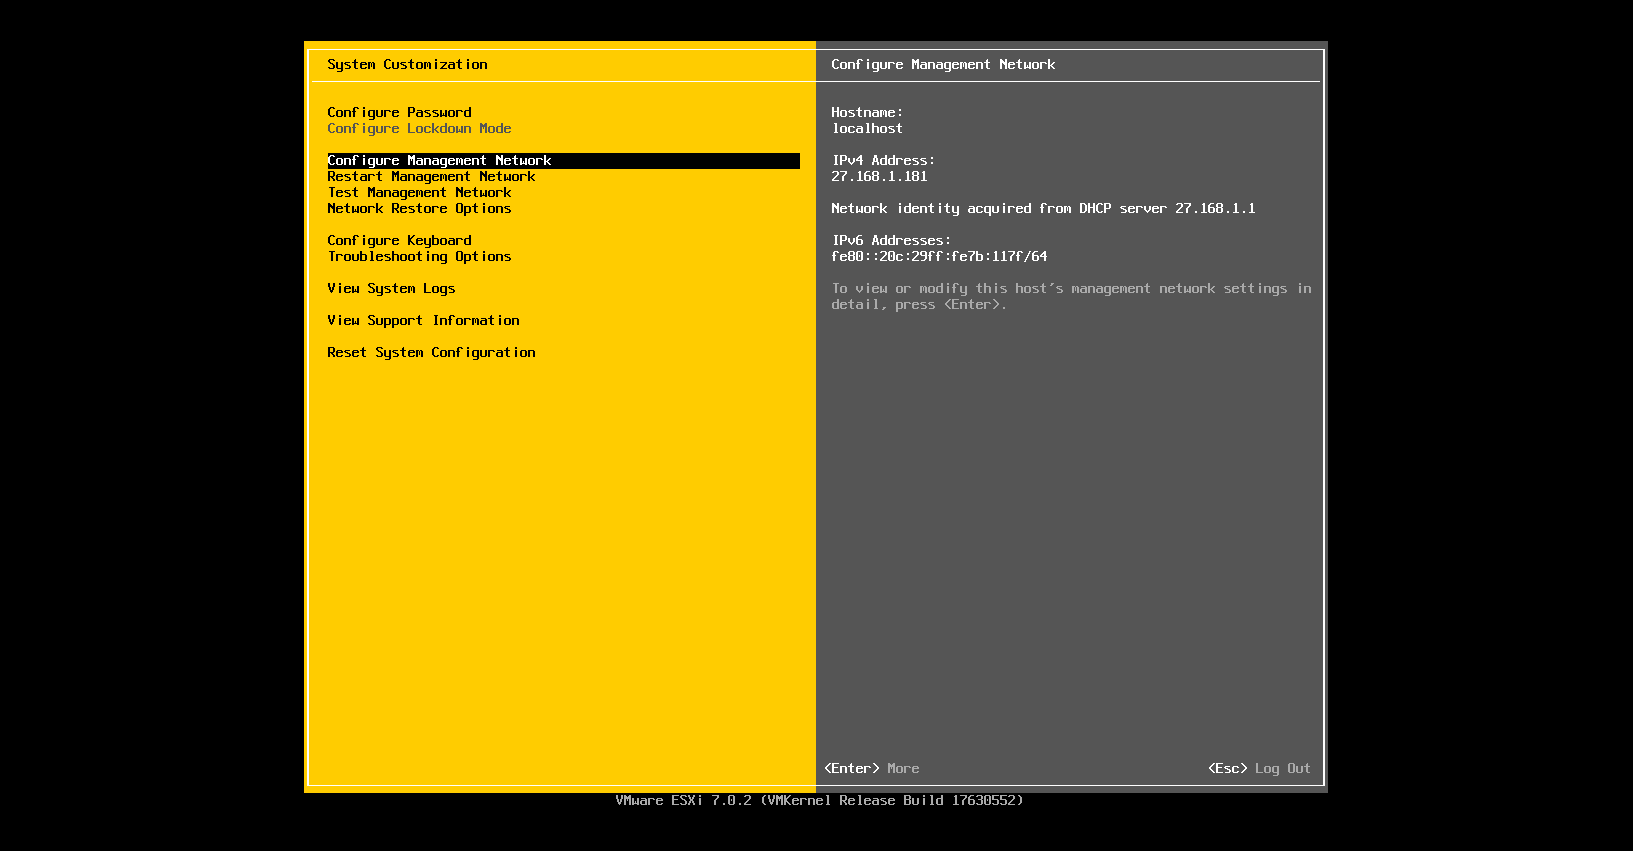 System Customization
Configure Password
Configure Lockdown Mode
Configure Management Network
Restart Management Network
Test Management Network
Network Restore Options
Configure Keyboard
Troubleshooting Options
View System Logs
View Support Information
Reset System Configuration
Configure Management Network
Hostname:
localhost
IPv4 Address:
27.168.1.181
Network identity acquired from DHCP server 27.168.1.1
IPv6 Addresses:
fe80::20c:29ff:fe7b:117f/64
To view or modify this host's management network settings in
detail, press <Enter>.
<Enter> More
<Esc> Log Out
VMware ESXi 7.0.2 (VMKernel Release Build 17630552)